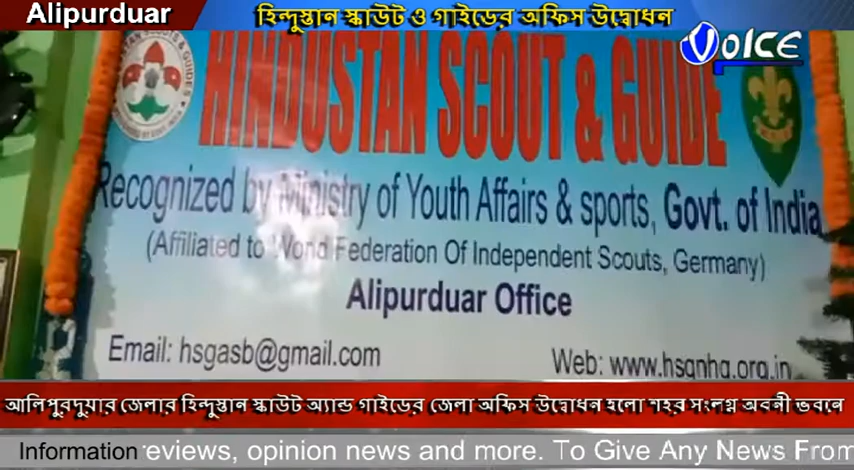 Alipurduar
হিন্দুস্তান স্কাউট ও গাইডের অফিস উদ্বোধন
VOICE
HINDUSTAN SCOUT & GUIDE
Recognized by Ministry of Youth Affairs & sports, Govt. of India
(Affiliated to World Federation Of Independent Scouts, Germany)
Alipurduar Office
Email: hsgasb@gmail.com
Web: www.hsgnhq.org.in
আলিপুরদুয়ার জেলার হিন্দুস্তান স্কাউট অ্যান্ড গাইডের জেলা অফিস উদ্বোধন হলো শহর সংলগ্ন অবনী ভবনে
Information eviews, opinion news and more. To Give Any News From